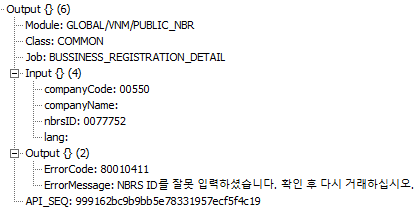 Output {} (6)
Module: GLOBAL/VNM/PUBLIC_NBR
Class: COMMON
Job: BUSSINESS_REGISTRATION_DETAIL
Input {} (4)
companyCode: 00550
companyName:
nbrsID: 0077752
lang:
Output {} (2)
ErrorCode: 80010411
ErrorMessage: NBRS ID를 잘못 입력하셨습니다. 확인 후 다시 거래하십시오.
API_SEQ: 999162bc9b9bb5e78331957ecf5f4c19